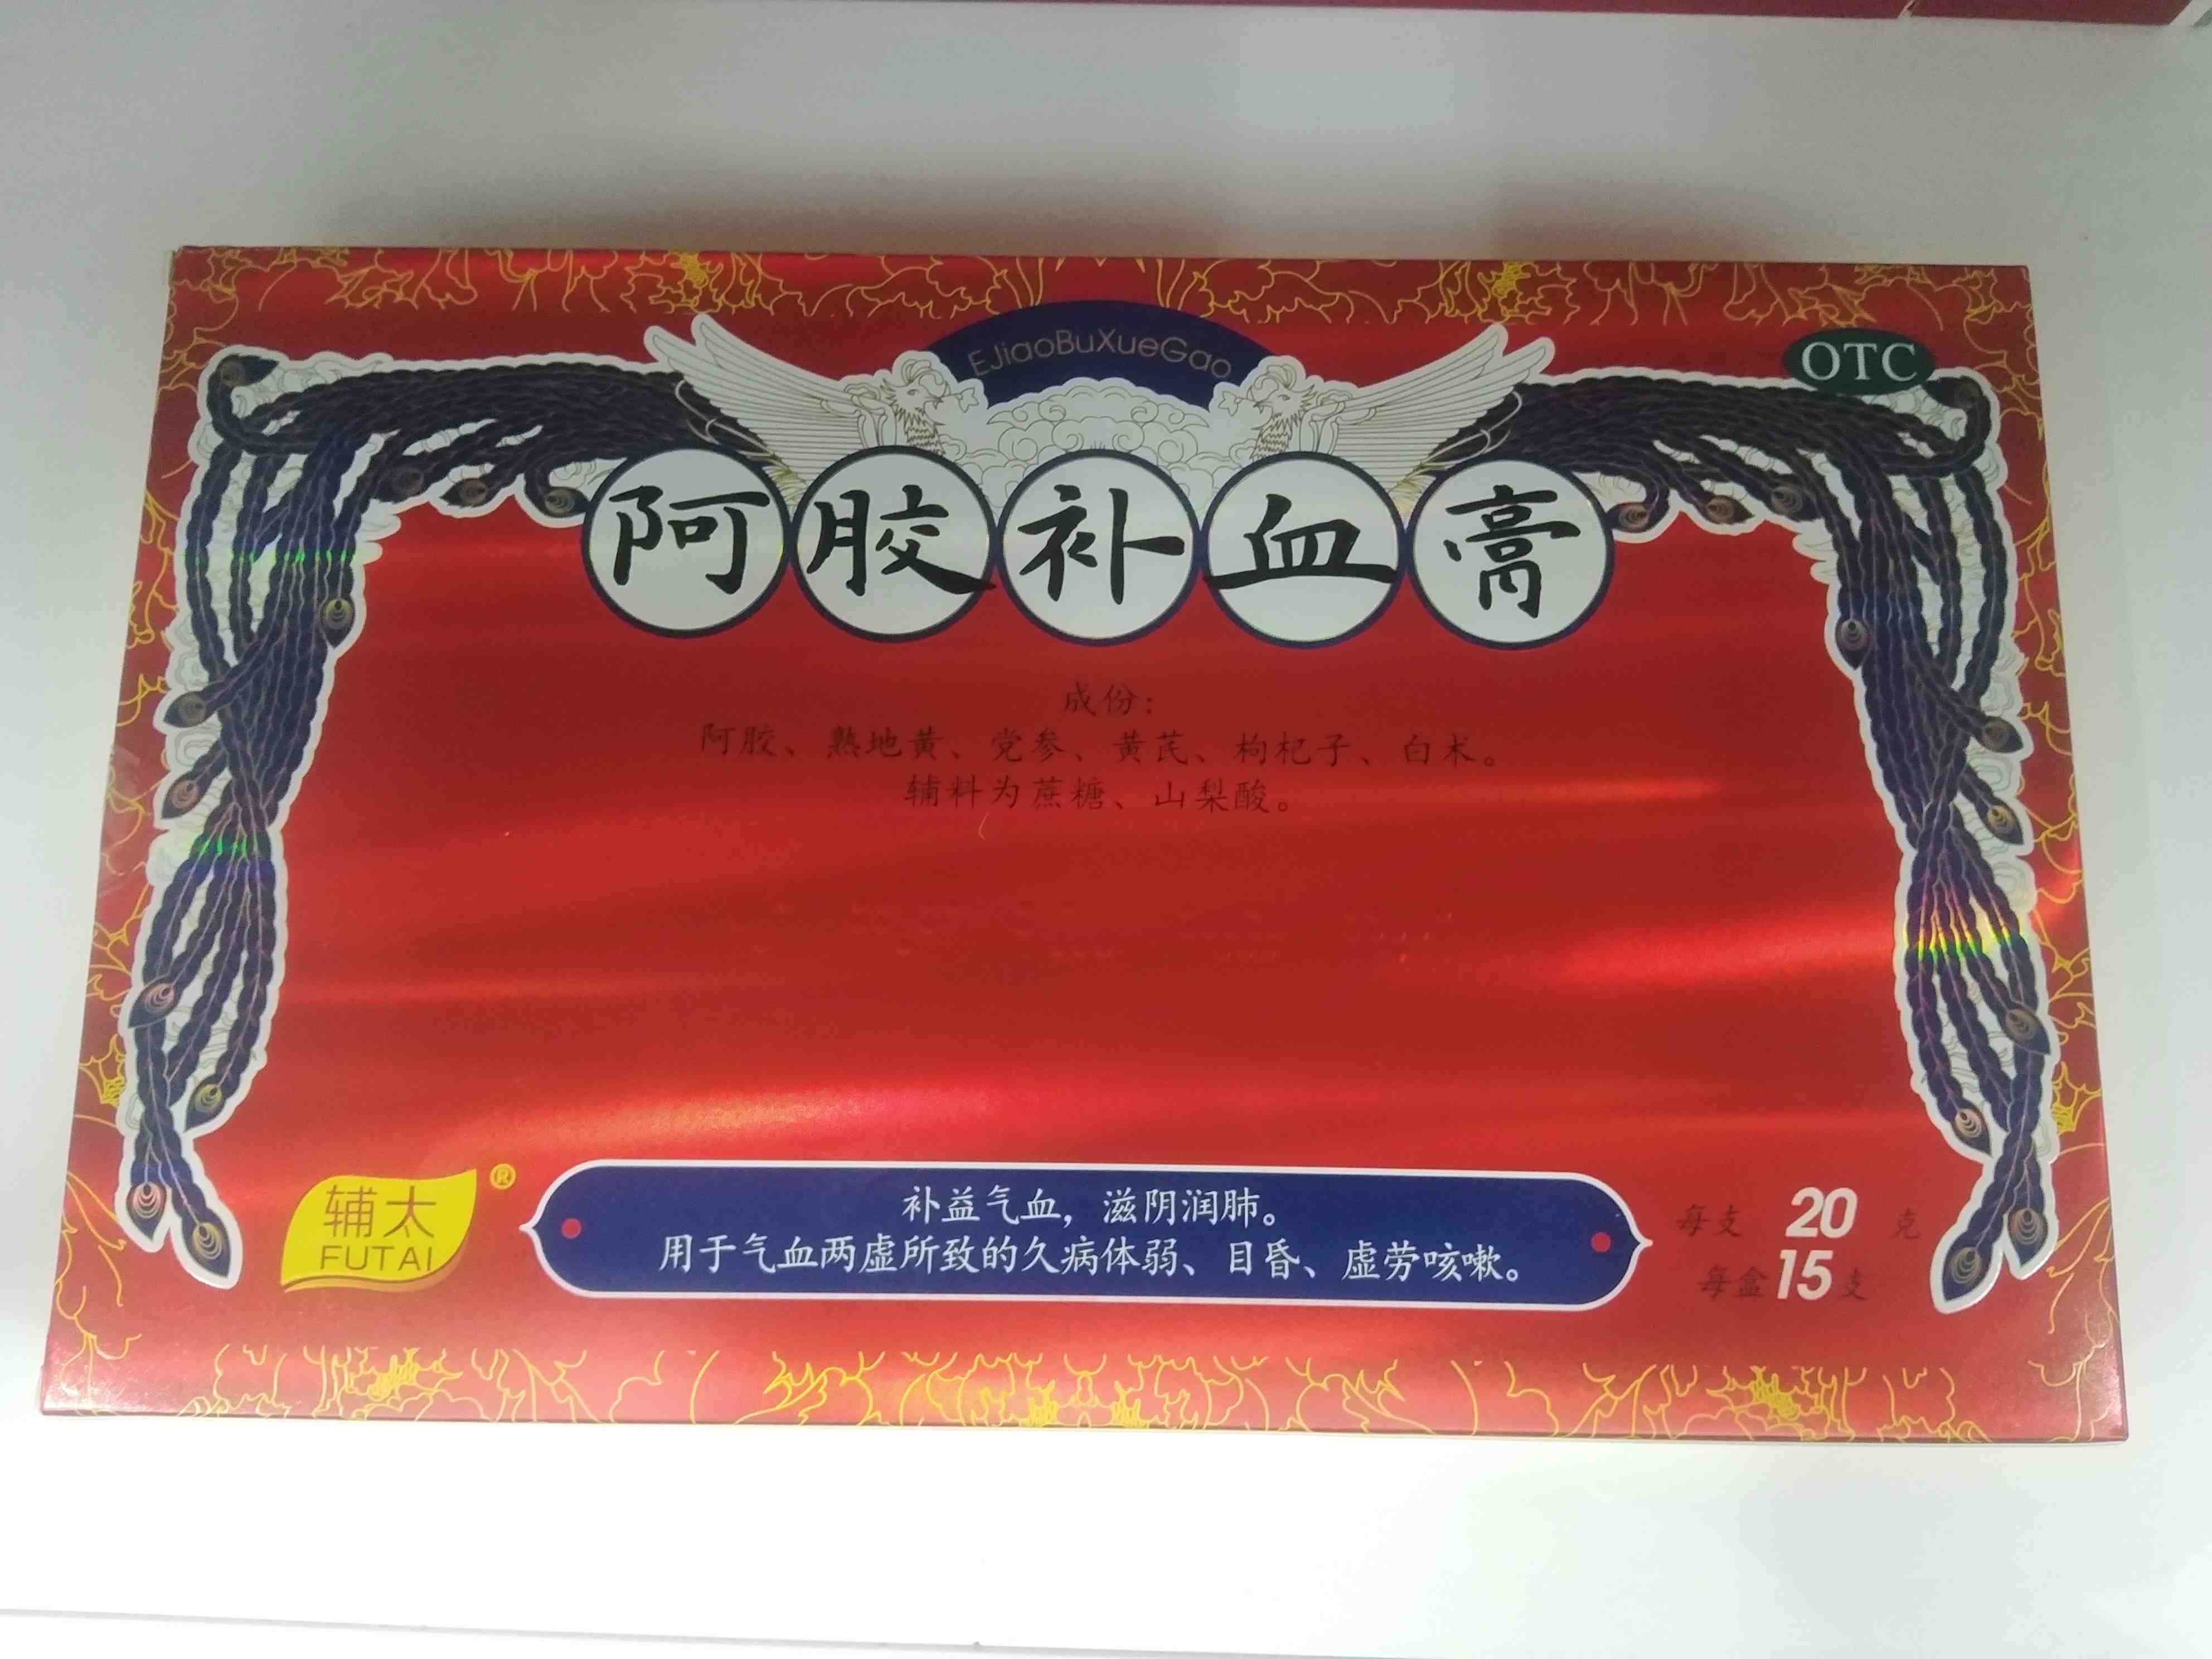 EJiaoBuXueGao
OTC
阿胶补血膏
成份：
阿胶、熟地黄、党参、黄芪、枸杞子、白术。
辅料为蔗糖、山梨酸。
辅太®
FUTAI
补益气血，滋阴润肺。
用于气血两虚所致的久病体弱、目昏、虚劳咳嗽。
每支 20 克
每盒 15 支